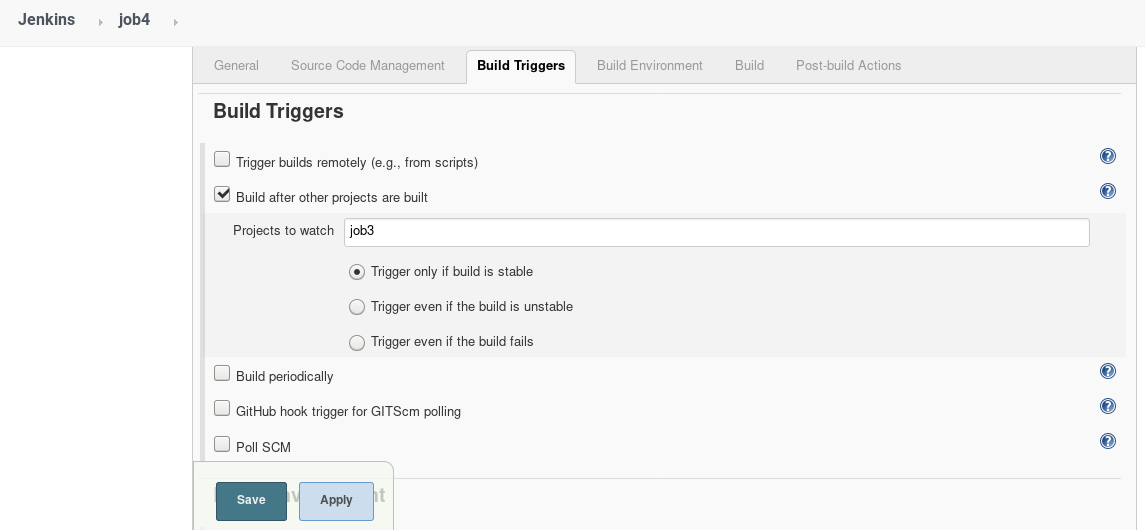 Jenkins job4
General Source Code Management Build Triggers Build Environment Build Post-build Actions
Build Triggers
Trigger builds remotely (e.g., from scripts)
Build after other projects are built
Projects to watch job3
Trigger only if build is stable
Trigger even if the build is unstable
Trigger even if the build fails
Build periodically
GitHub hook trigger for GITScm polling
Poll SCM
Save Apply